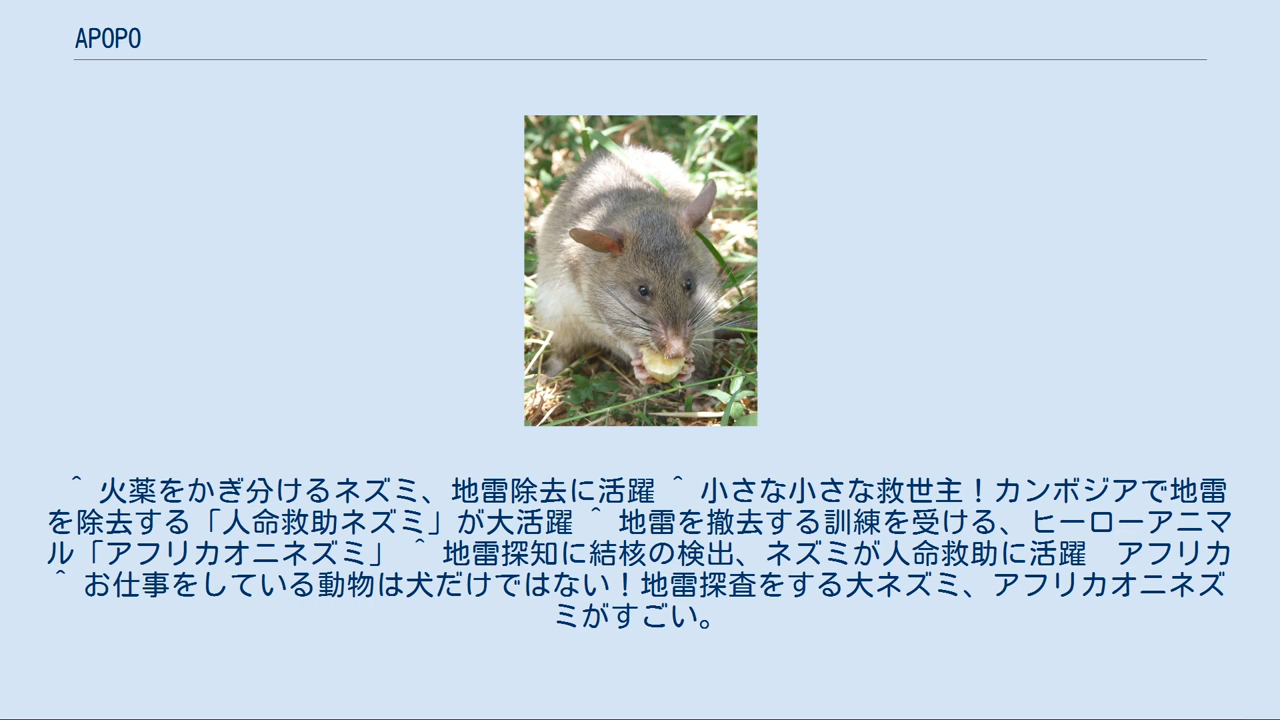 APOPO
^ 火薬をかぎ分けるネズミ、地雷除去に活躍 ^ 小さな小さな救世主！カンボジアで地雷
を除去する「人命救助ネズミ」が大活躍 ^ 地雷を撤去する訓練を受ける、ヒーローアニマ
ル「アフリカオニネズミ」 ^ 地雷探知に結核の検出、ネズミが人命救助に活躍　アフリカ
^ お仕事をしている動物は犬だけではない！地雷探査をする大ネズミ、アフリカオニネズ
ミがすごい。